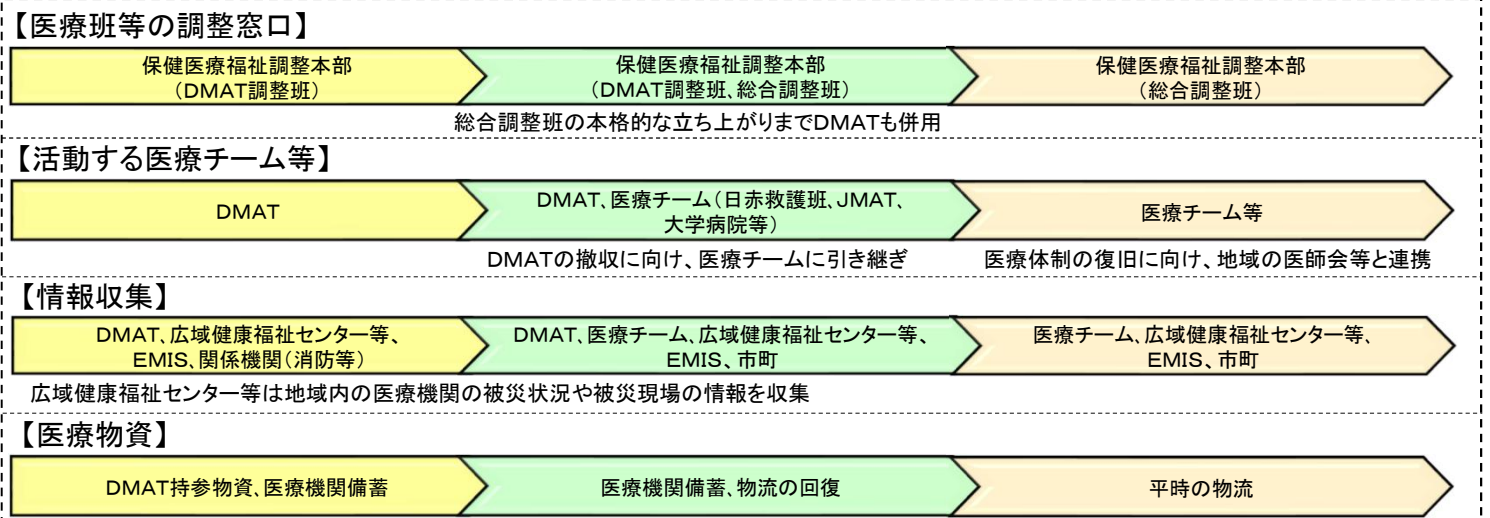 【医療班等の調整窓口】
保健医療福祉調整本部
（DMAT調整班）
保健医療福祉調整本部
（DMAT調整班、総合調整班）
保健医療福祉調整本部
（総合調整班）
総合調整班の本格的な立ち上がりまでDMATも併用
【活動する医療チーム等】
DMAT
DMAT、医療チーム（日赤救護班、JMAT、
大学病院等）
医療チーム等
DMATの撤収に向け、医療チームに引き継ぎ
医療体制の復旧に向け、地域の医師会等と連携
【情報収集】
DMAT、広域健康福祉センター等、
EMIS、関係機関（消防等）
DMAT、医療チーム、広域健康福祉センター等、
EMIS、市町
医療チーム、広域健康福祉センター等、
EMIS、市町
広域健康福祉センター等は地域内の医療機関の被災状況や被災現場の情報を収集
【医療物資】
DMAT持参物資、医療機関備蓄
医療機関備蓄、物流の回復
平時の物流